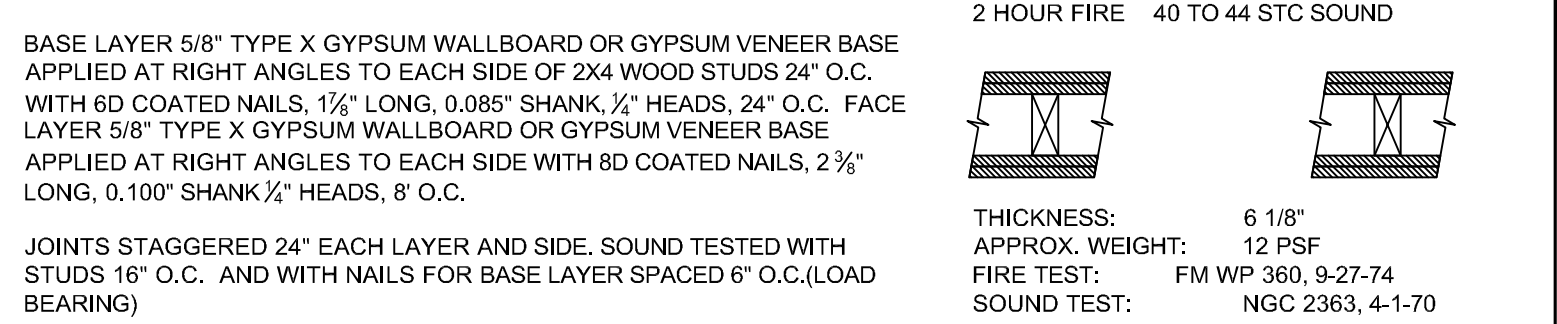 2 HOUR FIRE 40 TO 44 STC SOUND
BASE LAYER 5/8" TYPE X GYPSUM WALLBOARD OR GYPSUM VENEER BASE
APPLIED AT RIGHT ANGLES TO EACH SIDE OF 2X4 WOOD STUDS 24" O.C.
WITH 6D COATED NAILS, 1⅞" LONG, 0.085" SHANK, ¼" HEADS, 24" O.C. FACE
LAYER 5/8" TYPE X GYPSUM WALLBOARD OR GYPSUM VENEER BASE
APPLIED AT RIGHT ANGLES TO EACH SIDE WITH 8D COATED NAILS, 2 ⅜"
LONG, 0.100" SHANK ¼" HEADS, 8' O.C.
JOINTS STAGGERED 24" EACH LAYER AND SIDE. SOUND TESTED WITH
STUDS 16" O.C. AND WITH NAILS FOR BASE LAYER SPACED 6" O.C.(LOAD
BEARING)
THICKNESS: 6 1/8"
APPROX. WEIGHT: 12 PSF
FIRE TEST: FM WP 360, 9-27-74
SOUND TEST: NGC 2363, 4-1-70